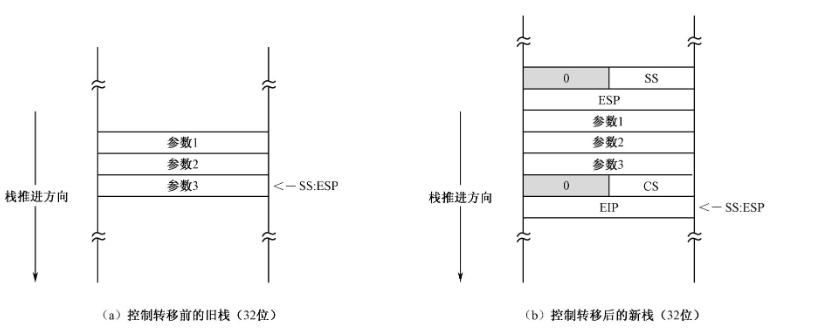 参数1
参数2
参数3
<－SS:ESP
栈推进方向
（a）控制转移前的旧栈（32位）
0
SS
ESP
参数1
参数2
参数3
0
CS
EIP
<－SS:ESP
栈推进方向
（b）控制转移后的新栈（32位）